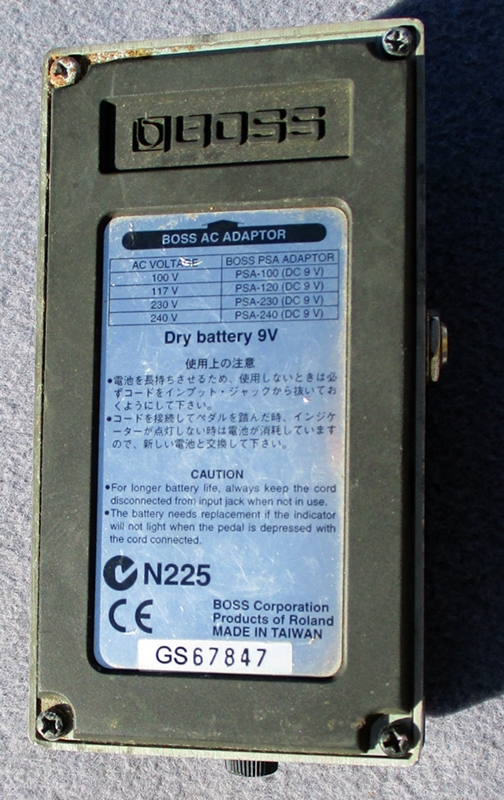 BOSS
BOSS AC ADAPTOR
AC VOLTAGE BOSS PSA ADAPTOR
100 V PSA-100 (DC 9 V)
117 V PSA-120 (DC 9 V)
230 V PSA-230 (DC 9 V)
240 V PSA-240 (DC 9 V)
Dry battery 9V
使用上の注意
●電池を長持ちさせるため、使用しないときは必
ずコードをインプット・ジャックから抜いてお
くようにして下さい。
●コードを接続してペダルを踏んだ時、インジケ
ーターが点灯しない時は電池が消耗しています
ので、新しい電池と交換して下さい。
CAUTION
●For longer battery life, always keep the cord
disconnected from input jack when not in use.
●The battery needs replacement if the indicator
will not light when the pedal is depressed with
the cord connected.
N225
CE BOSS Corporation
Products of Roland
MADE IN TAIWAN
GS67847